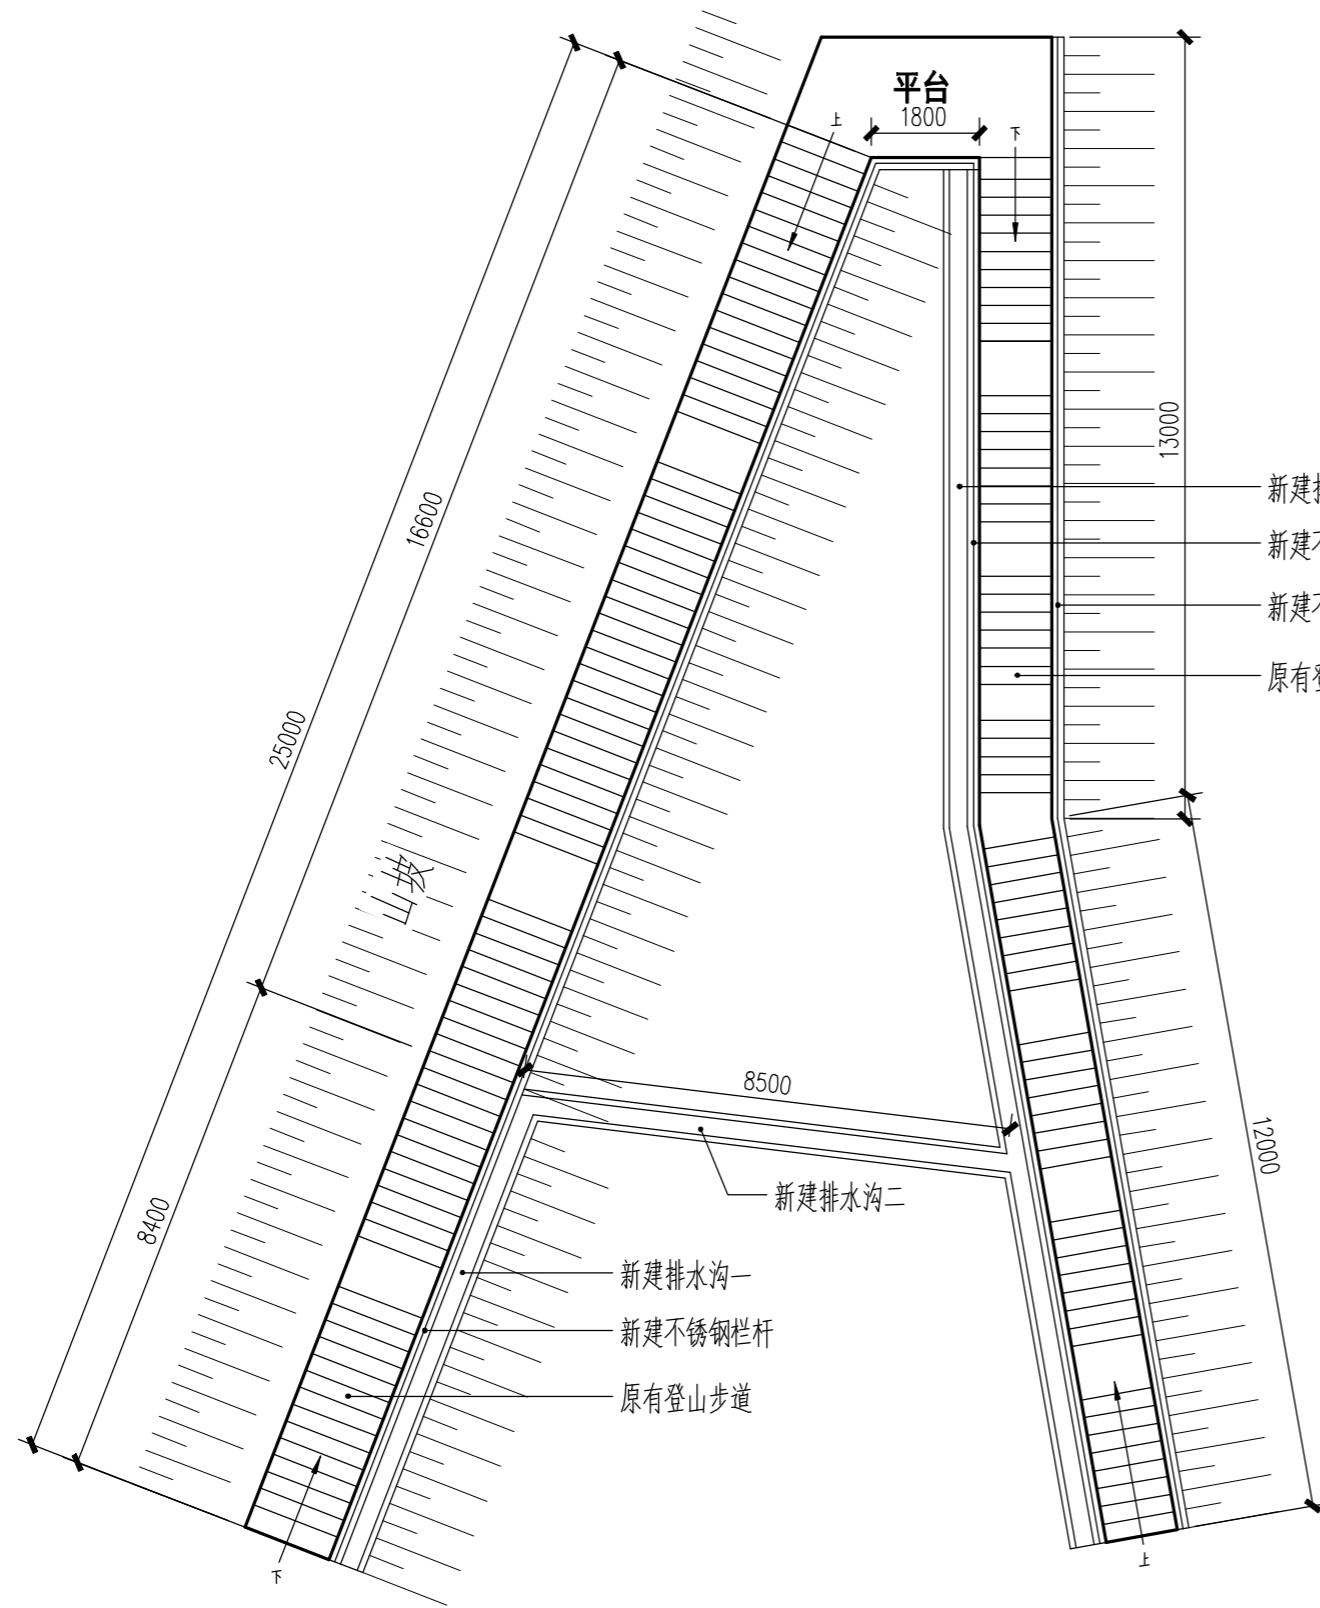 平台
1800
上
下
13000
16600
新建
新建
新建
原有
25000
山坡
8500
12000
新建排水沟二
8400
新建排水沟一
新建不锈钢栏杆
原有登山步道
下
上